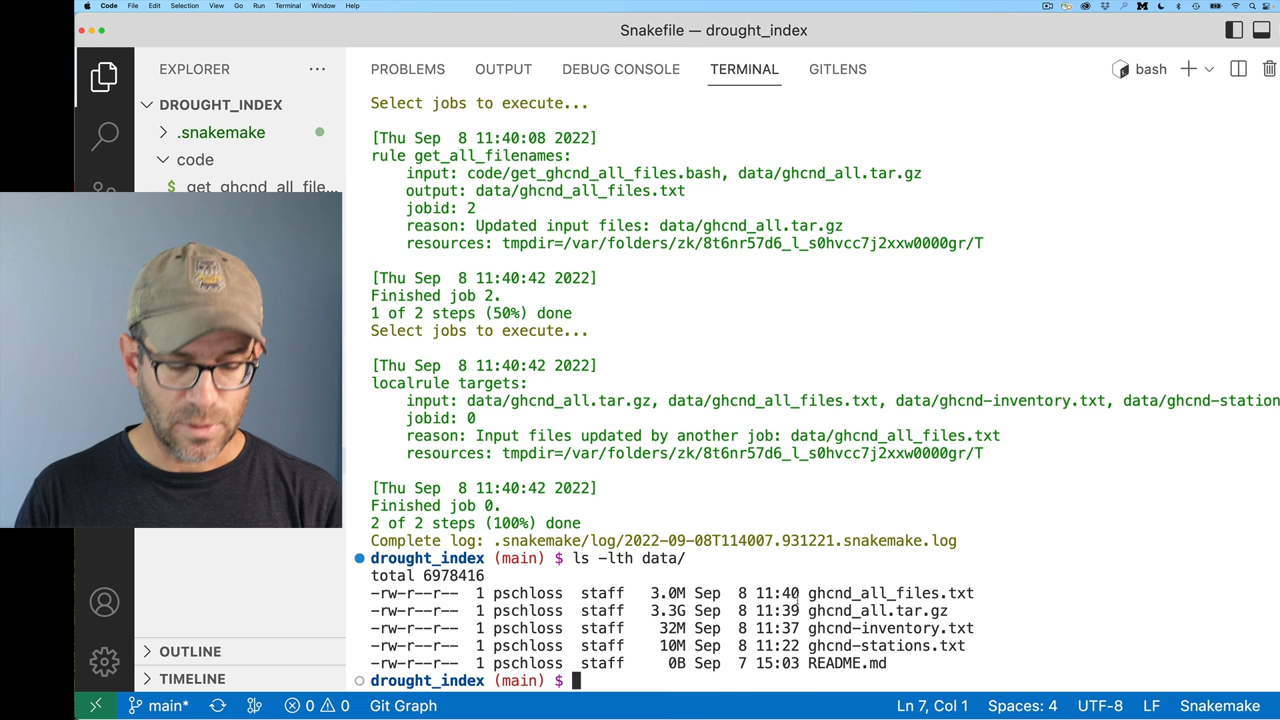 Code File Edit Selection View Go Run Terminal Window Help
Snakefile — drought_index
EXPLORER ···
PROBLEMS OUTPUT DEBUG CONSOLE TERMINAL GITLENS
bash
DROUGHT_INDEX
.snakemake
code
$ get_ghcnd_all_file...
OUTLINE
TIMELINE
Select jobs to execute...
[Thu Sep  8 11:40:08 2022]
rule get_all_filenames:
input: code/get_ghcnd_all_files.bash, data/ghcnd_all.tar.gz
output: data/ghcnd_all_files.txt
jobid: 2
reason: Updated input files: data/ghcnd_all.tar.gz
resources: tmpdir=/var/folders/zk/8t6nr57d6_l_s0hvcc7j2xxw0000gr/T
[Thu Sep  8 11:40:42 2022]
Finished job 2.
1 of 2 steps (50%) done
Select jobs to execute...
[Thu Sep  8 11:40:42 2022]
localrule targets:
input: data/ghcnd_all.tar.gz, data/ghcnd_all_files.txt, data/ghcnd-inventory.txt, data/ghcnd-station
jobid: 0
reason: Input files updated by another job: data/ghcnd_all_files.txt
resources: tmpdir=/var/folders/zk/8t6nr57d6_l_s0hvcc7j2xxw0000gr/T
[Thu Sep  8 11:40:42 2022]
Finished job 0.
2 of 2 steps (100%) done
Complete log: .snakemake/log/2022-09-08T114007.931221.snakemake.log
drought_index (main) $ ls -lth data/
total 6978416
-rw-r--r--  1 pschloss  staff   3.0M Sep  8 11:40 ghcnd_all_files.txt
-rw-r--r--  1 pschloss  staff   3.3G Sep  8 11:39 ghcnd_all.tar.gz
-rw-r--r--  1 pschloss  staff    32M Sep  8 11:37 ghcnd-inventory.txt
-rw-r--r--  1 pschloss  staff    10M Sep  8 11:22 ghcnd-stations.txt
-rw-r--r--  1 pschloss  staff     0B Sep  7 15:03 README.md
drought_index (main) $
main* 0 0 Git Graph Ln 7, Col 1 Spaces: 4 UTF-8 LF Snakemake